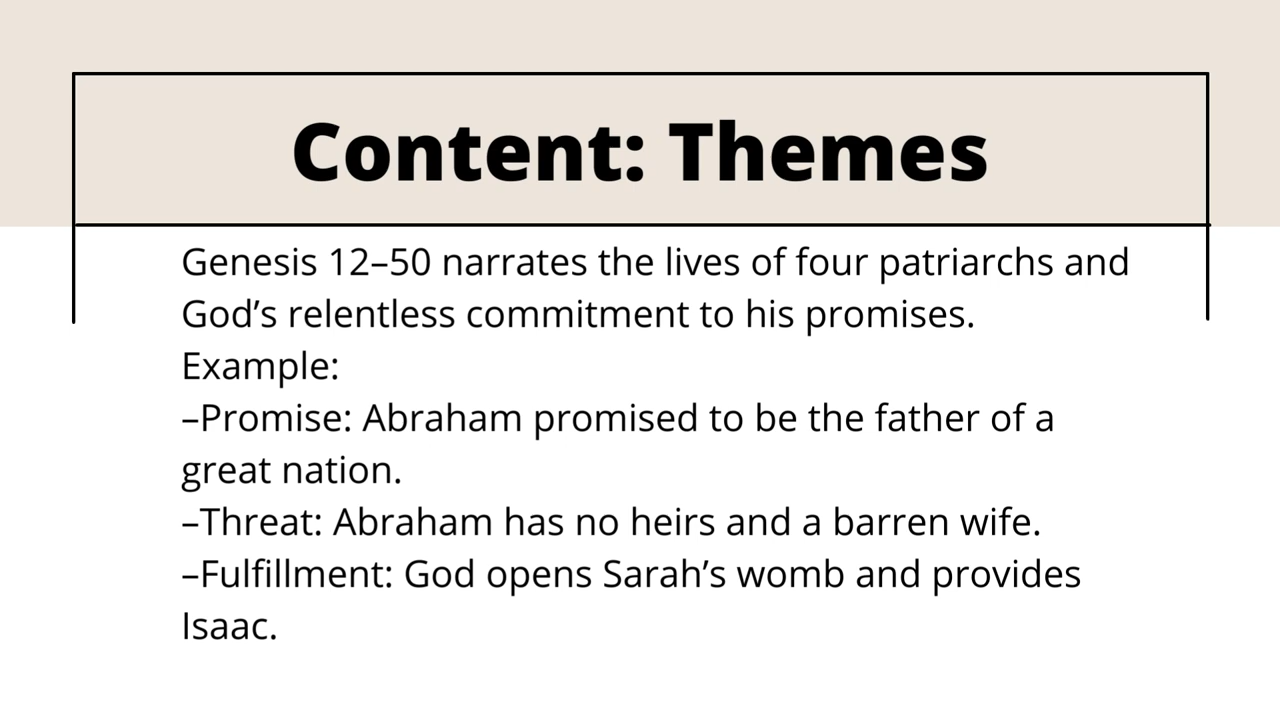 Content: Themes
Genesis 12–50 narrates the lives of four patriarchs and
God’s relentless commitment to his promises.
Example:
–Promise: Abraham promised to be the father of a
great nation.
–Threat: Abraham has no heirs and a barren wife.
–Fulfillment: God opens Sarah’s womb and provides
Isaac.